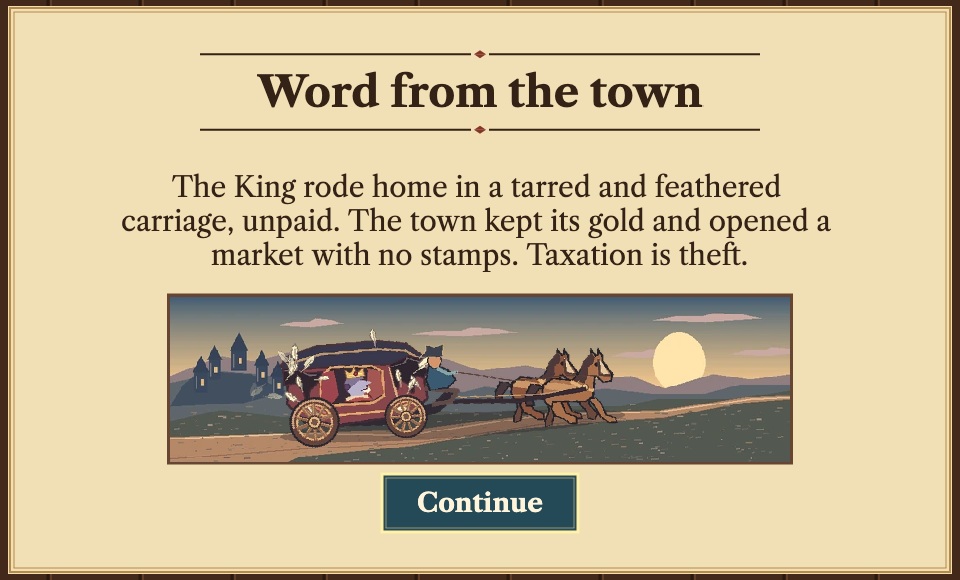 Word from the town
The King rode home in a tarred and feathered
carriage, unpaid. The town kept its gold and opened a
market with no stamps. Taxation is theft.
Continue